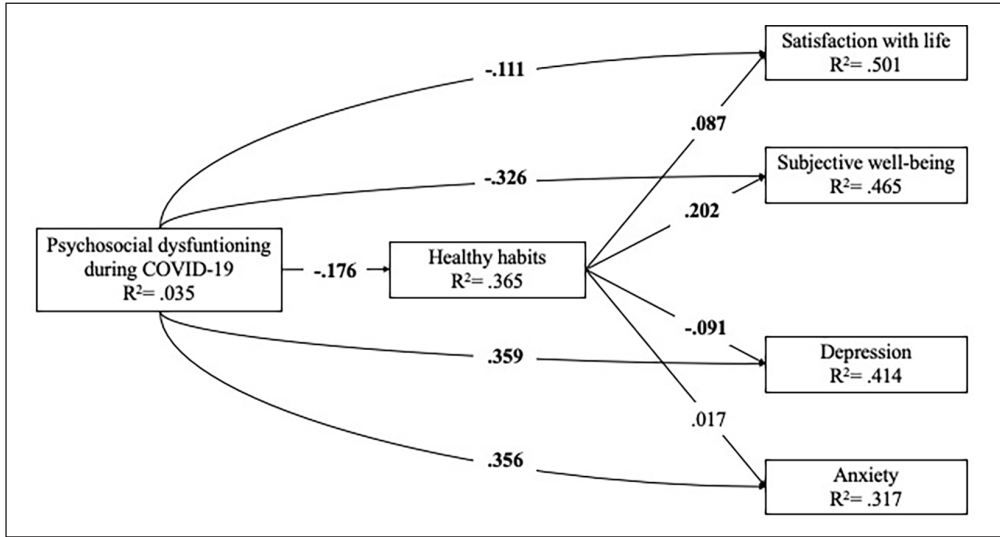 Satisfaction with life
R²= .501
-.111
.087
Subjective well-being
R²= .465
-.326
.202
Psychosocial dysfuntioning
during COVID-19
R²= .035
-.176
Healthy habits
R²= .365
-.091
.359
Depression
R²= .414
.017
.356
Anxiety
R²= .317